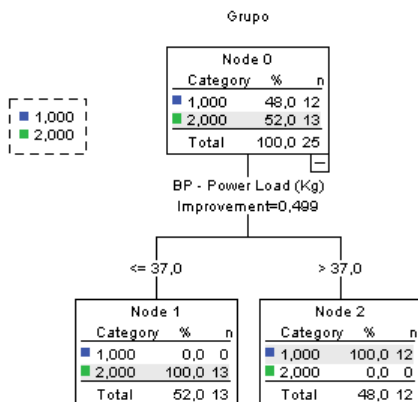 Grupo
Node 0
Category % n
1,000 48,0 12
2,000 52,0 13
Total 100,0 25
1,000
2,000
BP - Power Load (Kg)
Improvement=0,499
<= 37,0
> 37,0
Node 1
Category % n
1,000 0,0 0
2,000 100,0 13
Total 52,0 13
Node 2
Category % n
1,000 100,0 12
2,000 0,0 0
Total 48,0 12